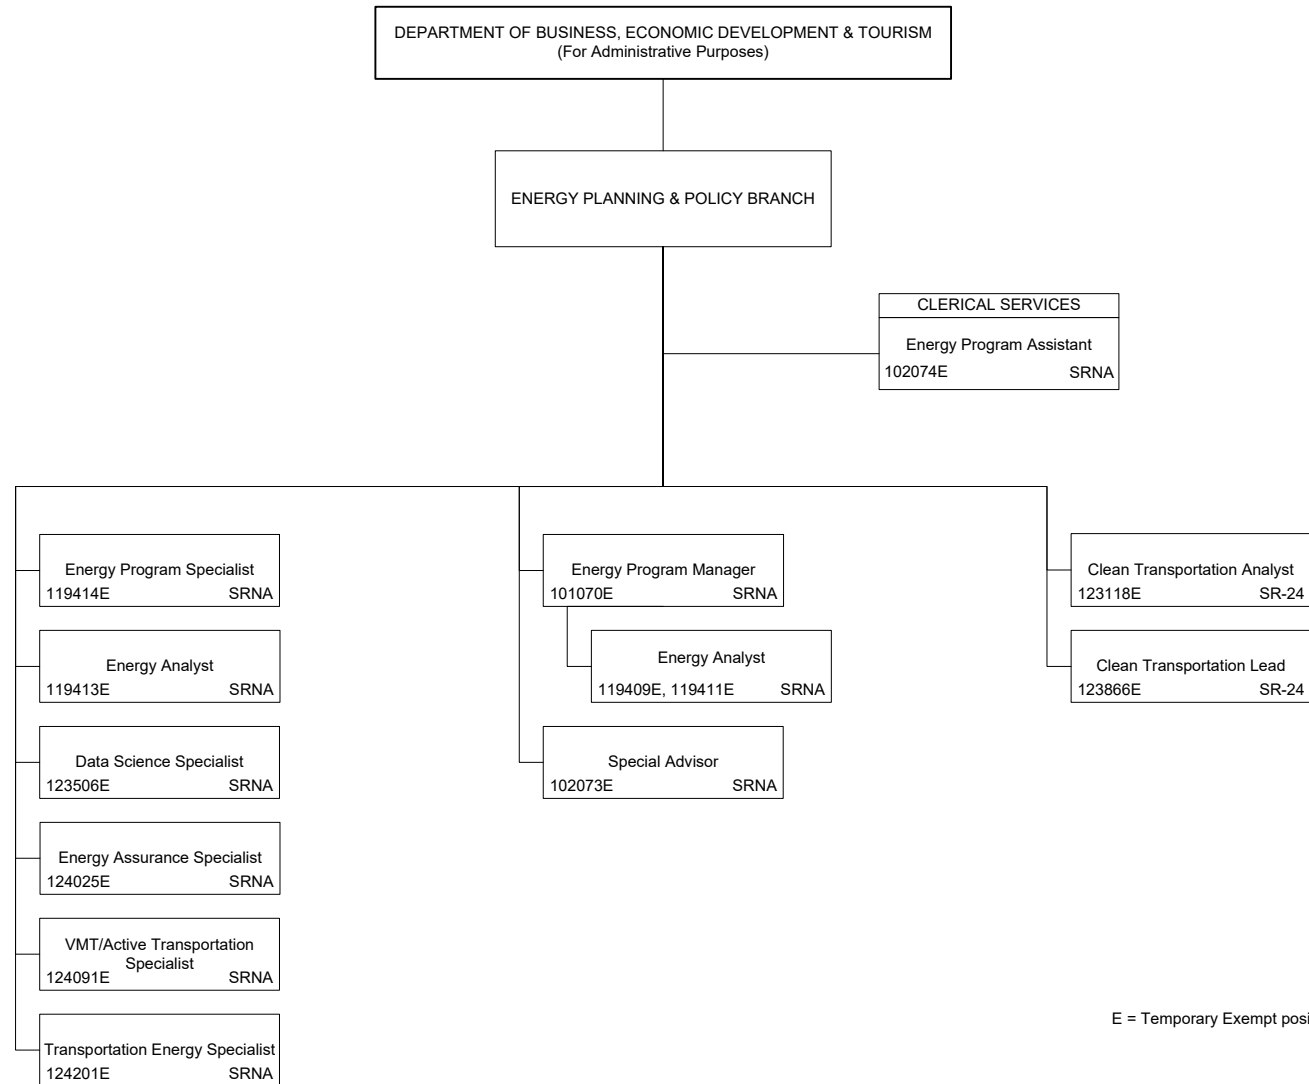 DEPARTMENT OF BUSINESS, ECONOMIC DEVELOPMENT & TOURISM
(For Administrative Purposes)
ENERGY PLANNING & POLICY BRANCH
CLERICAL SERVICES
Energy Program Assistant
102074E SRNA
Energy Program Specialist
119414E SRNA
Energy Analyst
119413E SRNA
Data Science Specialist
123506E SRNA
Energy Assurance Specialist
124025E SRNA
VMT/Active Transportation
Specialist
124091E SRNA
Transportation Energy Specialist
124201E SRNA
Energy Program Manager
101070E SRNA
Energy Analyst
119409E, 119411E SRNA
Special Advisor
102073E SRNA
Clean Transportation Analyst
123118E SR-24
Clean Transportation Lead
123866E SR-24
E = Temporary Exempt